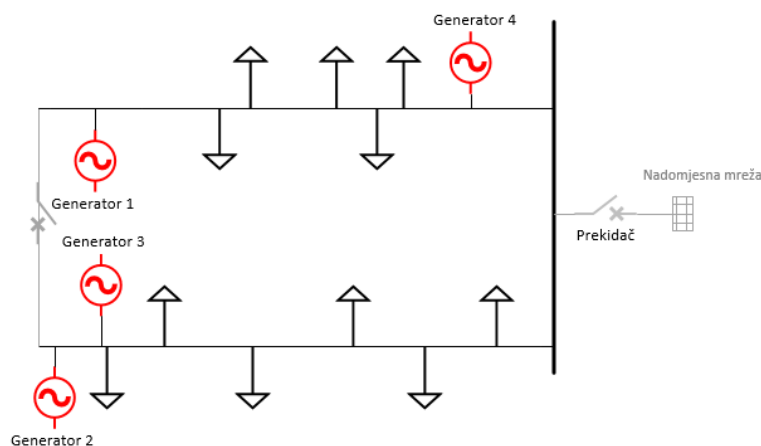 Generator 4
Nadomjesna mreža
Generator 1
Prekidač
Generator 3
Generator 2